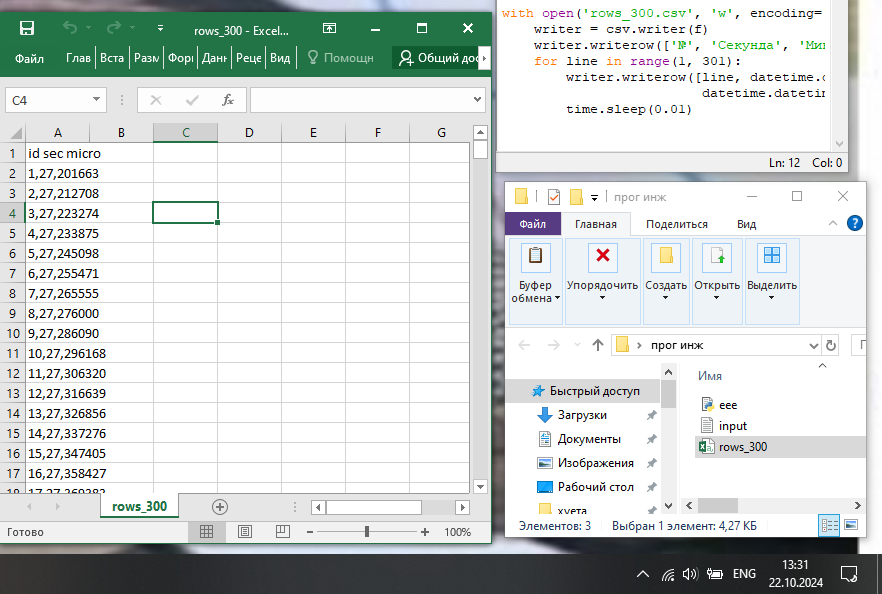 rows_300 - Excel...
Файл
Глав
Вста
Разм
Фор
Данн
Реце
Вид
Помощн
Общий дос
C4
fx
A B C D E F G
1 id sec micro
2 1,27,201663
3 2,27,212708
4 3,27,223274
5 4,27,233875
6 5,27,245098
7 6,27,255471
8 7,27,265555
9 8,27,276000
10 9,27,286090
11 10,27,296168
12 11,27,306320
13 12,27,316639
14 13,27,326856
15 14,27,337276
16 15,27,347405
17 16,27,358427
rows_300
Готово
100%
with open('rows_300.csv', 'w', encoding=
writer = csv.writer(f)
writer.writerow(['№', 'Секунда', 'Ми
for line in range(1, 301):
writer.writerow([line, datetime.
datetime.datetim
time.sleep(0.01)
Ln: 12 Col: 0
прог инж
Файл
Главная
Поделиться
Вид
Буфер обмена
Упорядочить
Создать
Открыть
Выделить
прог инж
Быстрый доступ
Загрузки
Документы
Изображения
Рабочий стол
хуета
Имя
eee
input
rows_300
Элементов: 3
Выбран 1 элемент: 4,27 КБ
ENG
13:31
22.10.2024